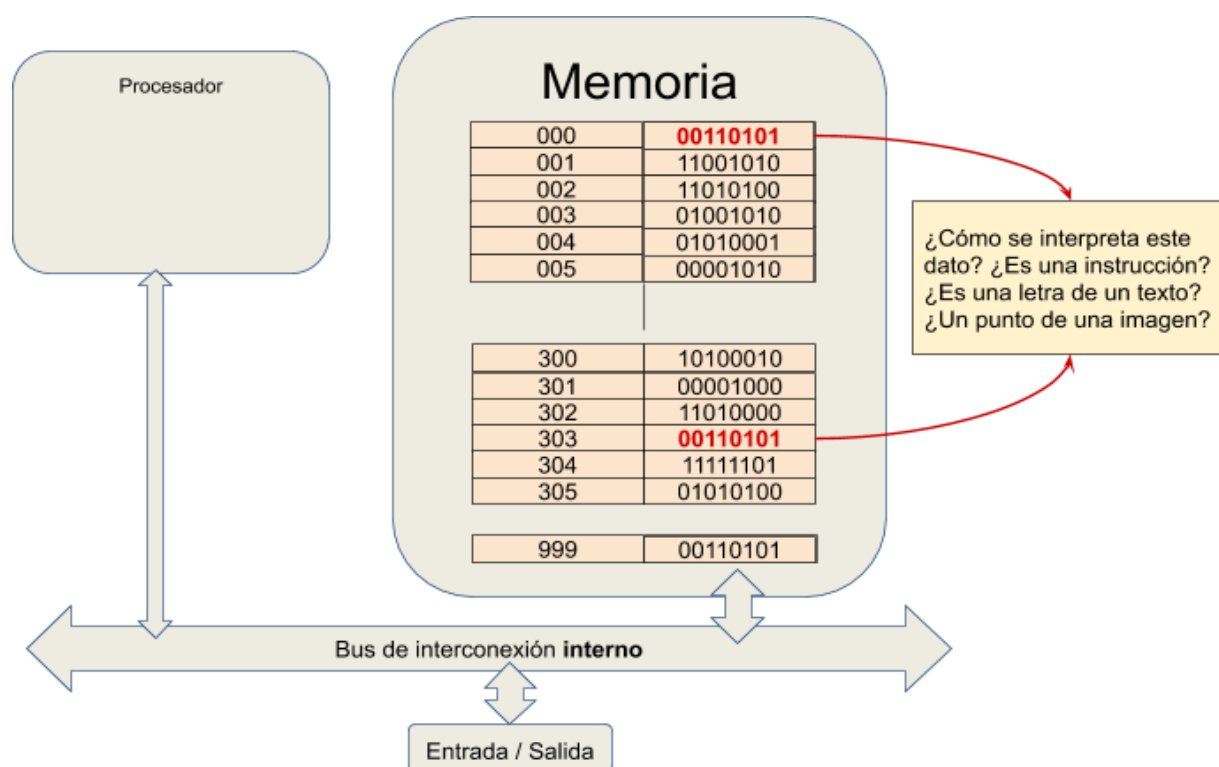 Procesador
Memoria
000 00110101
001 11001010
002 11010100
003 01001010
004 01010001
005 00001010
300 10100010
301 00001000
302 11010000
303 00110101
304 11111101
305 01010100
999 00110101
¿Cómo se interpreta este
dato? ¿Es una instrucción?
¿Es una letra de un texto?
¿Un punto de una imagen?
Bus de interconexión interno
Entrada / Salida